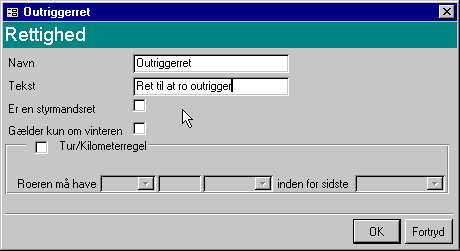 Outriggerret
Rettighed
Navn Outriggerret
Tekst Ret til at ro outrigger
Er en styrmandsret
Gælder kun om vinteren
Tur/Kilometerregel
Roeren må have inden for sidste
OK Fortryd